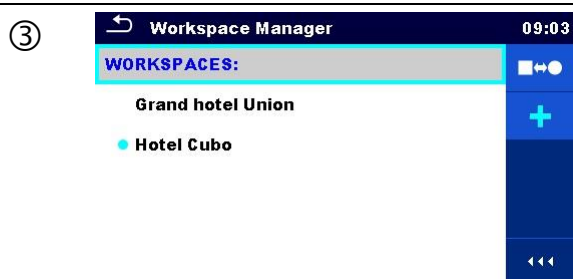 ③
Workspace Manager 09:03
WORKSPACES:
Grand hotel Union
Hotel Cubo